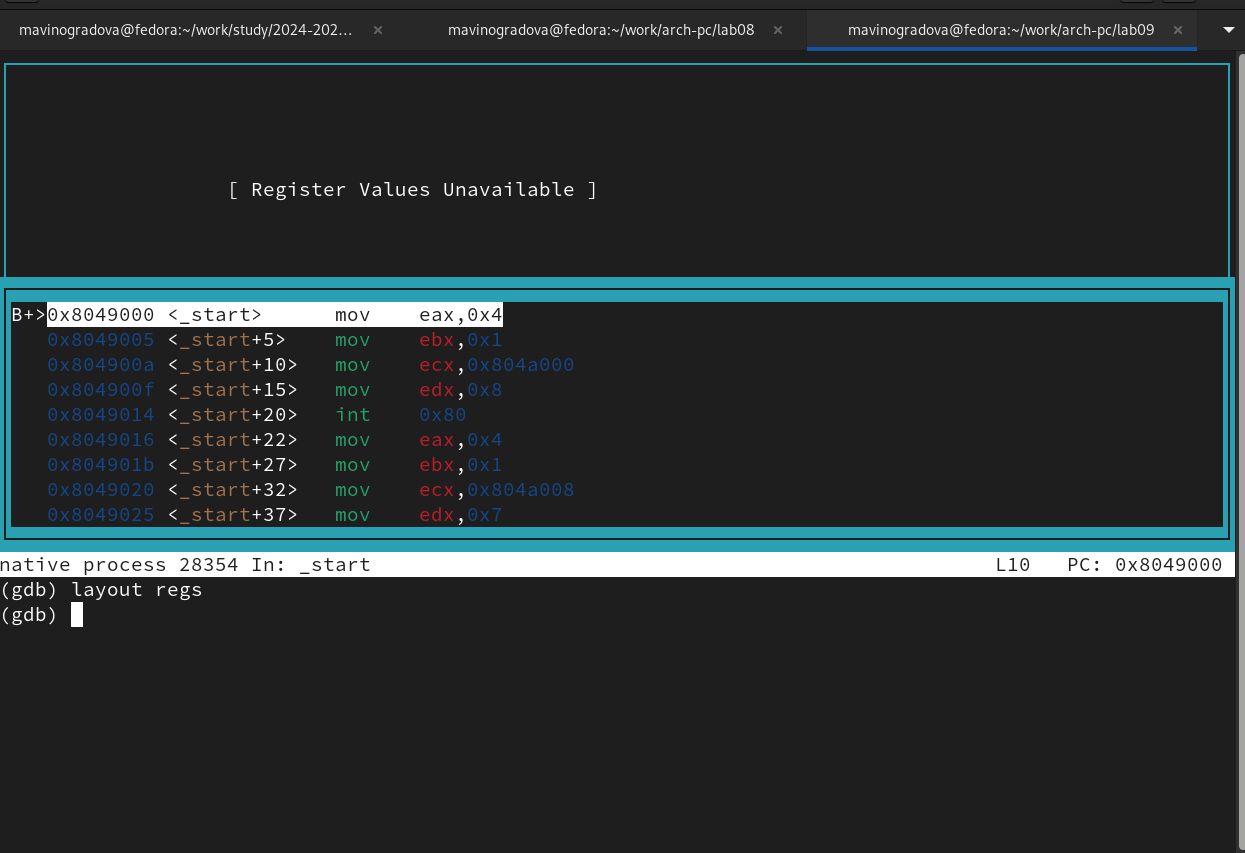 mavinogradova@fedora:~/work/study/2024-202... × mavinogradova@fedora:~/work/arch-pc/lab08 × mavinogradova@fedora:~/work/arch-pc/lab09 ×
[ Register Values Unavailable ]
B+>0x8049000 <_start> mov eax,0x4
0x8049005 <_start+5> mov ebx,0x1
0x804900a <_start+10> mov ecx,0x804a000
0x804900f <_start+15> mov edx,0x8
0x8049014 <_start+20> int 0x80
0x8049016 <_start+22> mov eax,0x4
0x804901b <_start+27> mov ebx,0x1
0x8049020 <_start+32> mov ecx,0x804a008
0x8049025 <_start+37> mov edx,0x7
native process 28354 In: _start L10 PC: 0x8049000
(gdb) layout regs
(gdb)